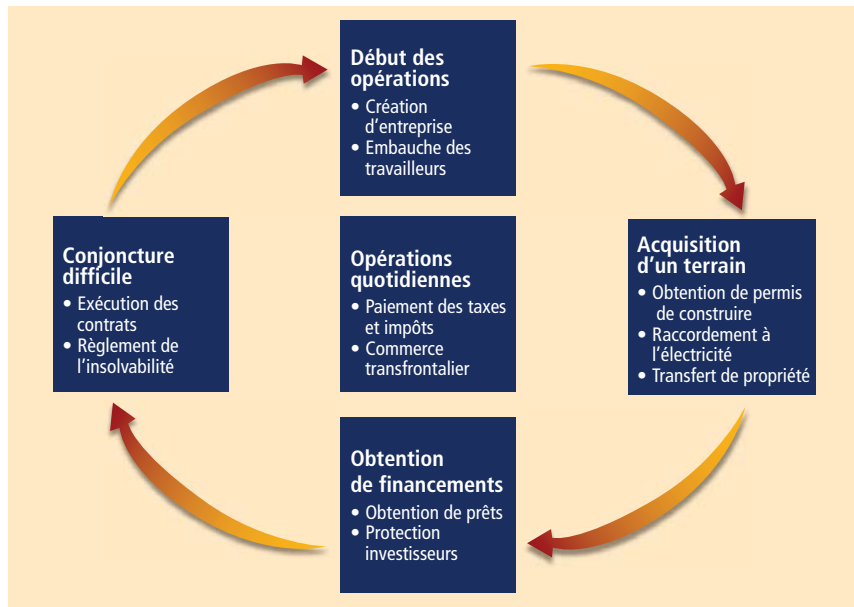 Début des
opérations
• Création
d'entreprise
• Embauche des
travailleurs
Conjoncture
difficile
• Exécution des
contrats
• Règlement de
l'insolvabilité
Opérations
quotidiennes
• Paiement des taxes
et impôts
• Commerce
transfrontalier
Acquisition
d'un terrain
• Obtention de permis
de construire
• Raccordement à
l'électricité
• Transfert de propriété
Obtention
de financements
• Obtention de prêts
• Protection
investisseurs